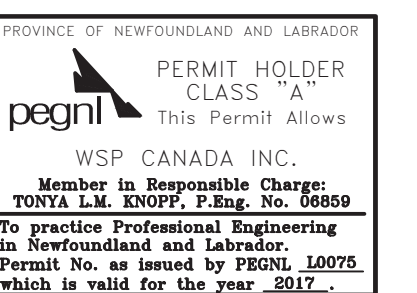 PROVINCE OF NEWFOUNDLAND AND LABRADOR
pegnl
PERMIT HOLDER
CLASS "A"
This Permit Allows
WSP CANADA INC.
Member in Responsible Charge:
TONYA L.M. KNOPP, P.Eng. No. 06859
To practice Professional Engineering
in Newfoundland and Labrador.
Permit No. as issued by PEGNL L0075
which is valid for the year 2017.